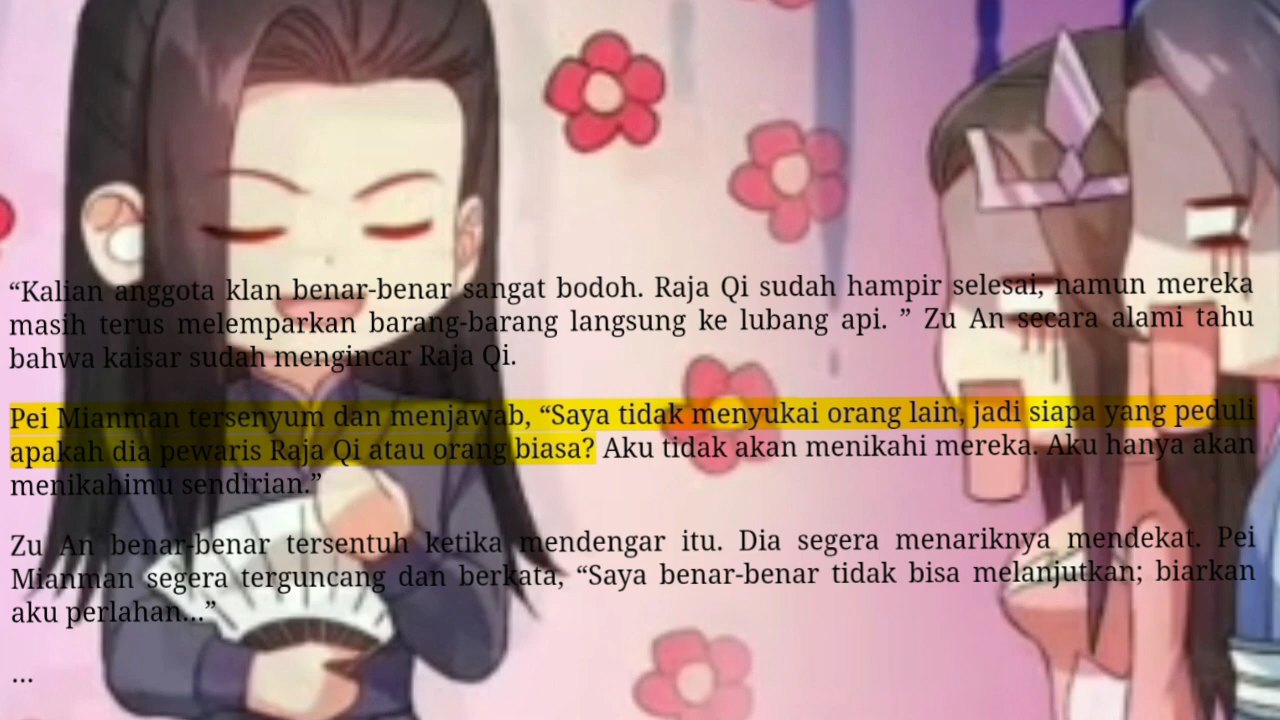 “Kalian anggota klan benar-benar sangat bodoh. Raja Qi sudah hampir selesai, namun mereka
masih terus melemparkan barang-barang langsung ke lubang api. ” Zu An secara alami tahu
bahwa kaisar sudah mengincar Raja Qi.
Pei Mianman tersenyum dan menjawab, “Saya tidak menyukai orang lain, jadi siapa yang peduli
apakah dia pewaris Raja Qi atau orang biasa? Aku tidak akan menikahi mereka. Aku hanya akan
menikahimu sendirian.”
Zu An benar-benar tersentuh ketika mendengar itu. Dia segera menariknya mendekat. Pei
Mianman segera terguncang dan berkata, “Saya benar-benar tidak bisa melanjutkan; biarkan
aku perlahan...”
...